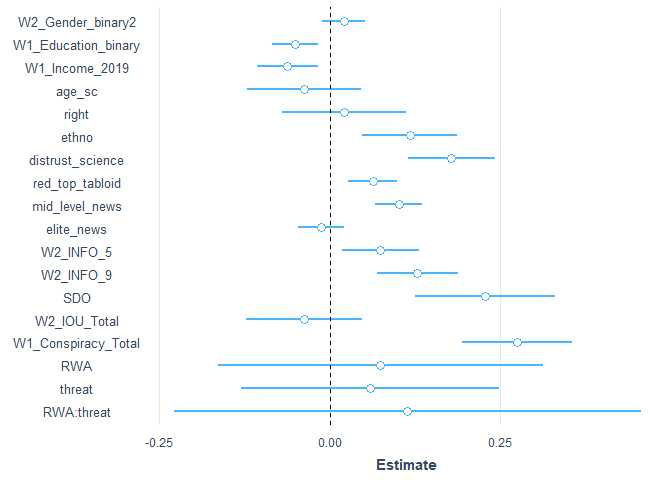 W2_Gender_binary2
W1_Education_binary
W1_Income_2019
age_sc
right
ethno
distrust_science
red_top_tabloid
mid_level_news
elite_news
W2_INFO_5
W2_INFO_9
SDO
W2_IOU_Total
W1_Conspiracy_Total
RWA
threat
RWA:threat
-0.25 0.00 0.25
Estimate